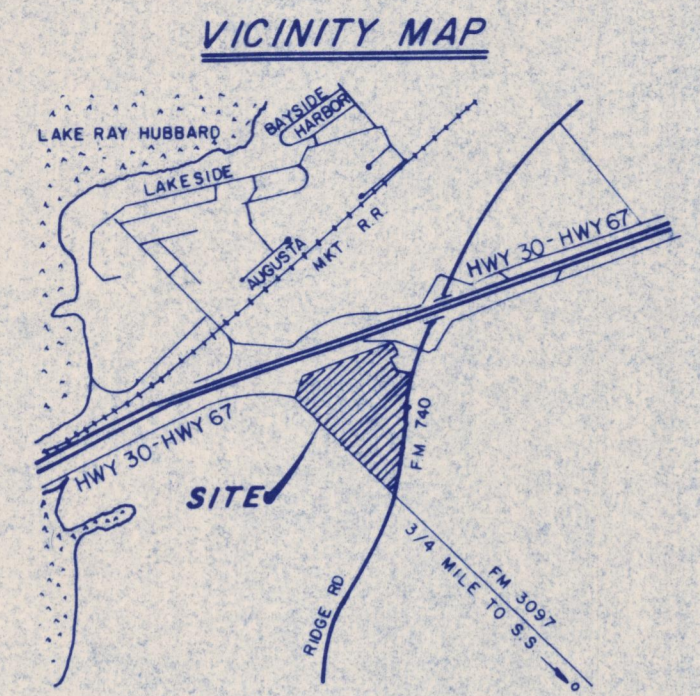 VICINITY MAP
LAKE RAY HUBBARD
BAYSIDE
HARBOR
LAKESIDE
AUGUSTA
MKT R.R
HWY 30-HWY 67
HWY 30-HWY 67
FM 740
SITE
3/4 MILE TO S.S
FM 3097
RIDGE RD